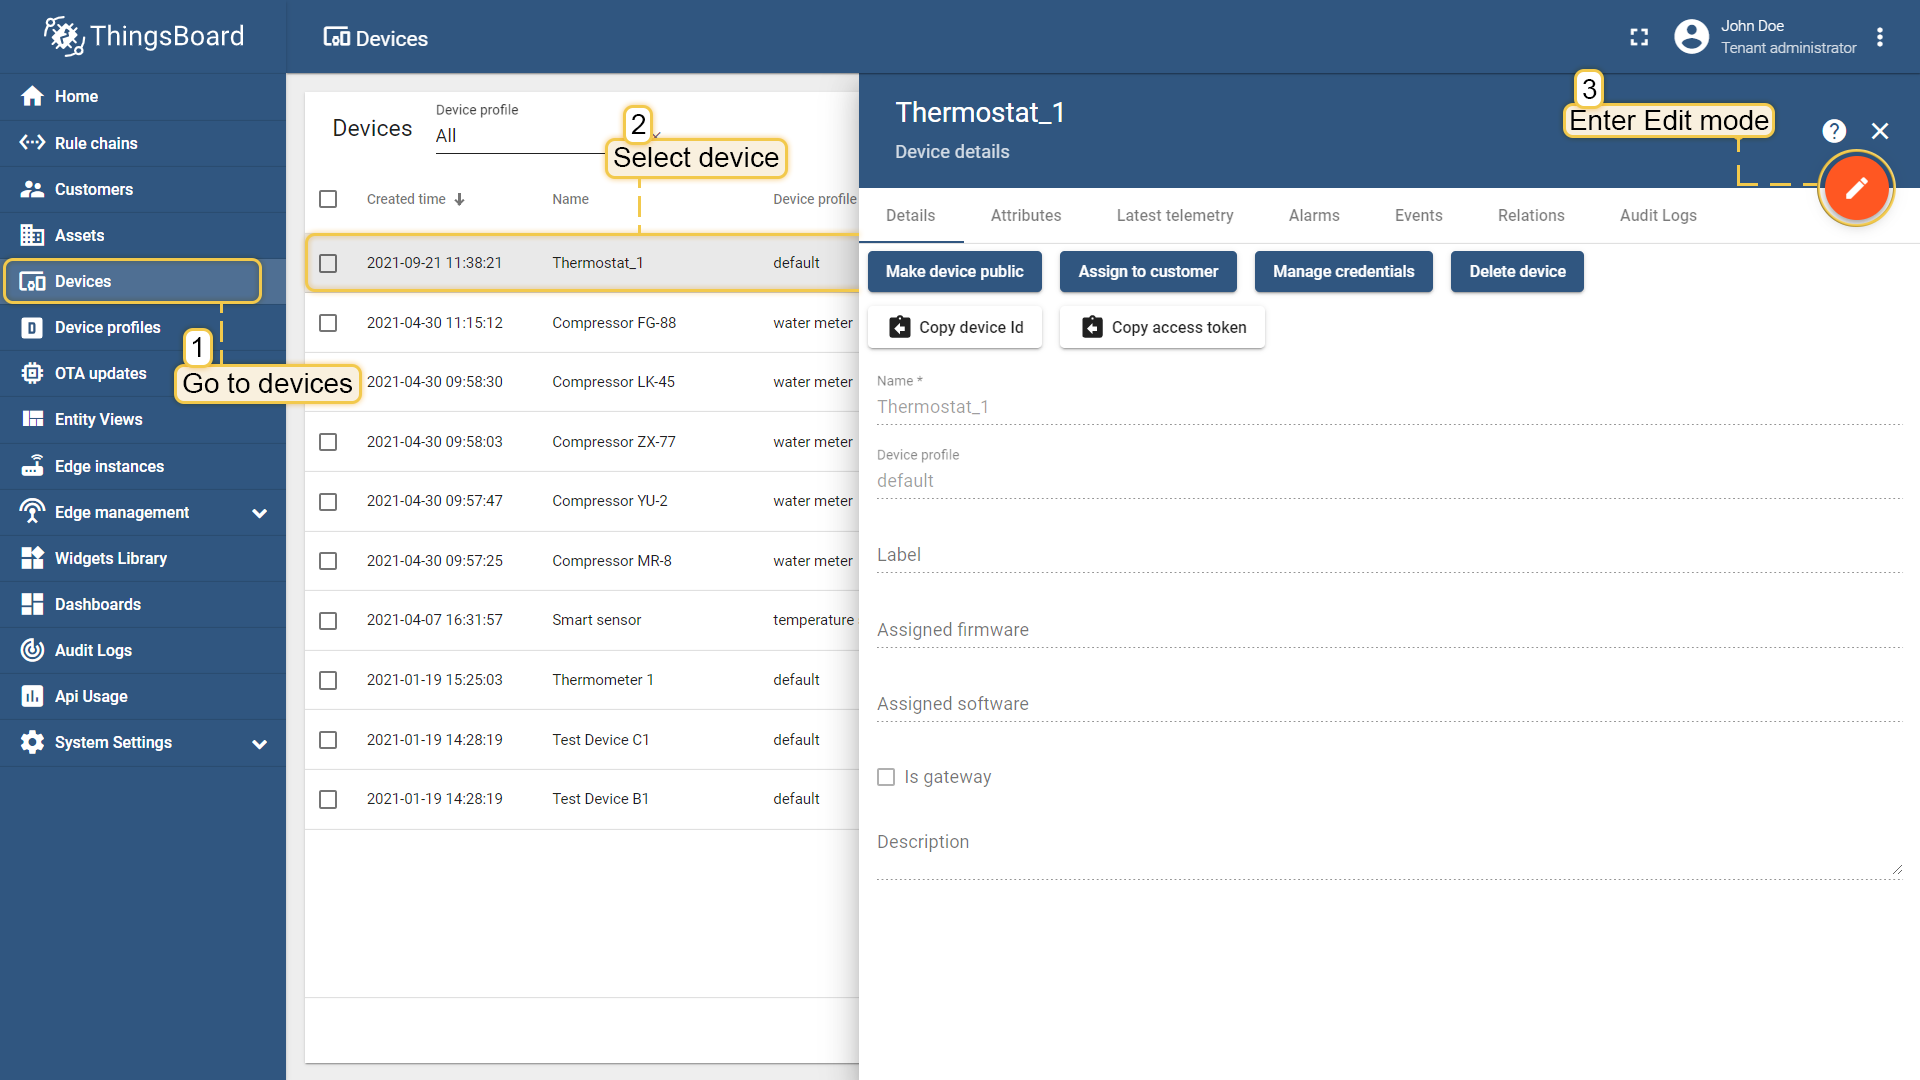 ThingsBoard
Devices
John Doe
Tenant administrator
Home
Rule chains
Customers
Assets
Devices
Device profiles
OTA updates
Entity Views
Edge instances
Edge management
Widgets Library
Dashboards
Audit Logs
Api Usage
System Settings
1
Go to devices
Devices
Device profile
All
2
Select device
Created time
Name
Device profile
2021-09-21 11:38:21 Thermostat_1 default
2021-04-30 11:15:12 Compressor FG-88 water meter
2021-04-30 09:58:30 Compressor LK-45 water meter
2021-04-30 09:58:03 Compressor ZX-77 water meter
2021-04-30 09:57:47 Compressor YU-2 water meter
2021-04-30 09:57:25 Compressor MR-8 water meter
2021-04-07 16:31:57 Smart sensor temperature
2021-01-19 15:25:03 Thermometer 1 default
2021-01-19 14:28:19 Test Device C1 default
2021-01-19 14:28:19 Test Device B1 default
Thermostat_1
Device details
3
Enter Edit mode
?
Details Attributes Latest telemetry Alarms Events Relations Audit Logs
Make device public Assign to customer Manage credentials Delete device
Copy device Id Copy access token
Name *
Thermostat_1
Device profile
default
Label
Assigned firmware
Assigned software
Is gateway
Description